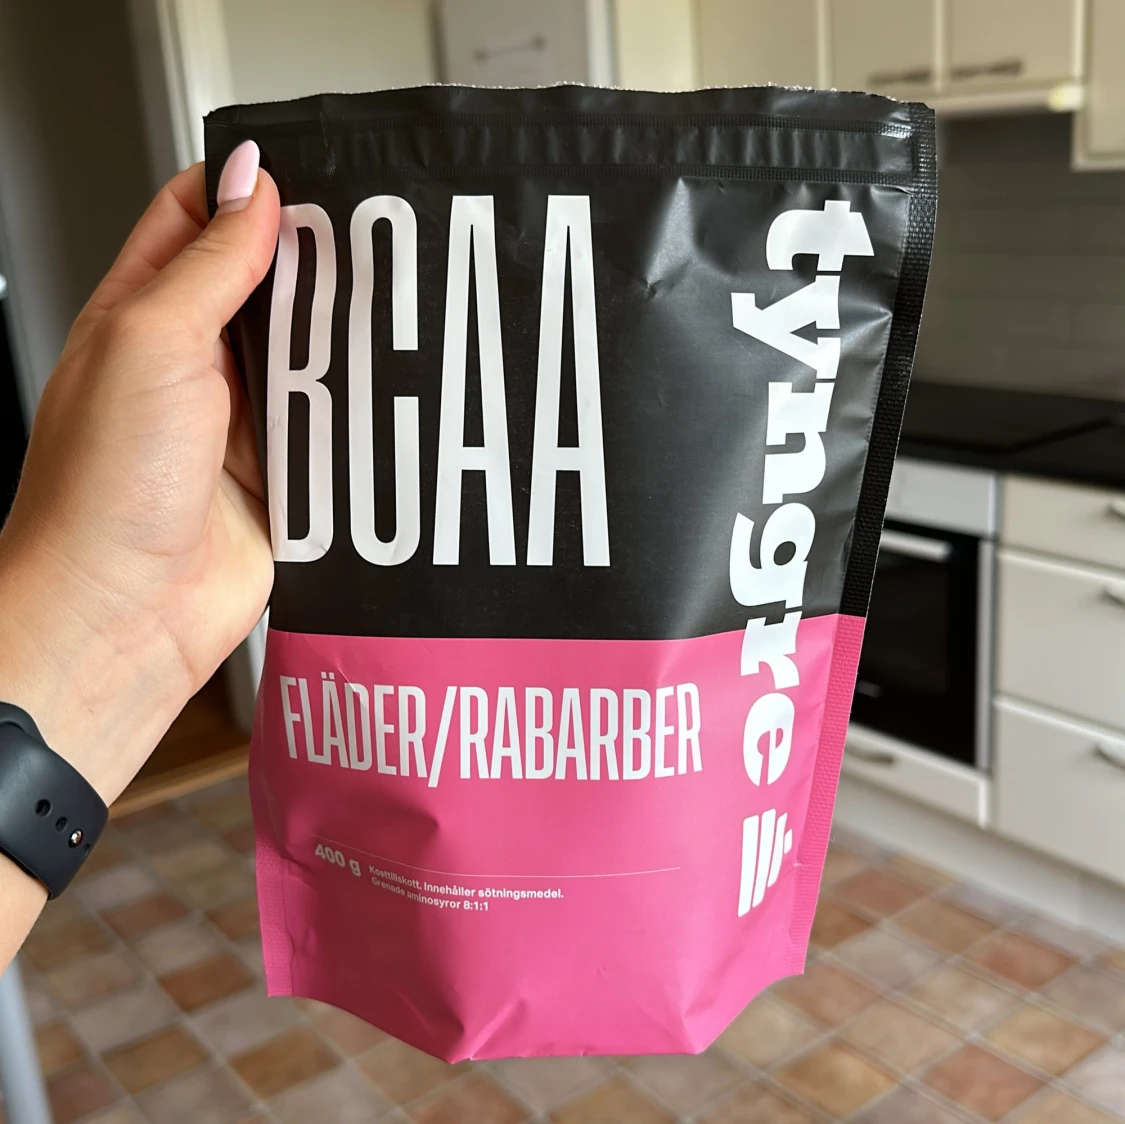 BCAA
tyngre
FLÄDER/RABARBER
400 g
Kosttillskott. Innehåller sötningsmedel.
Grenade aminosyror 8:1:1